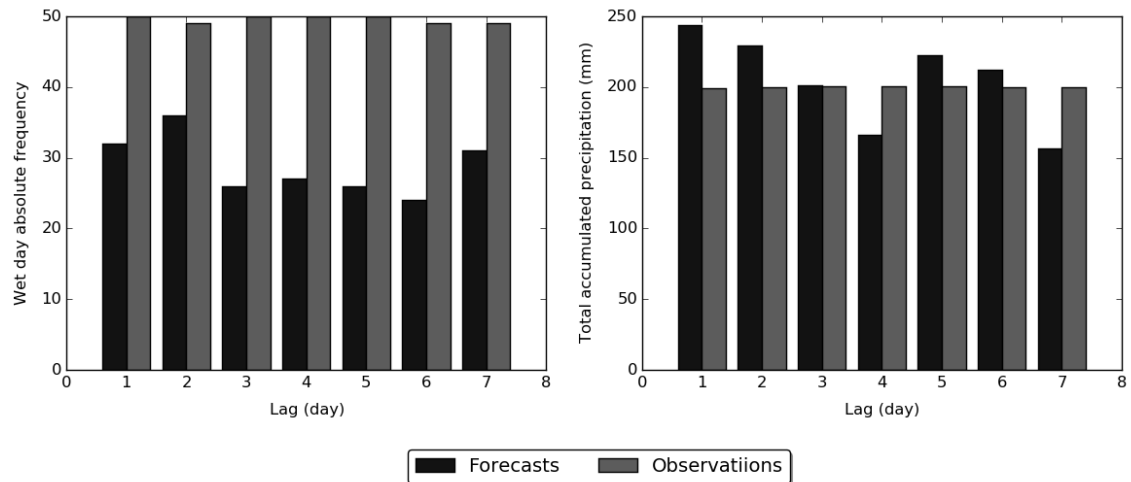 Wet day absolute frequency
50
40
30
20
10
0
0 1 2 3 4 5 6 7 8
Lag (day)
Total accumulated precipitation (mm)
250
200
150
100
50
0
0 1 2 3 4 5 6 7 8
Lag (day)
Forecasts Observatiions